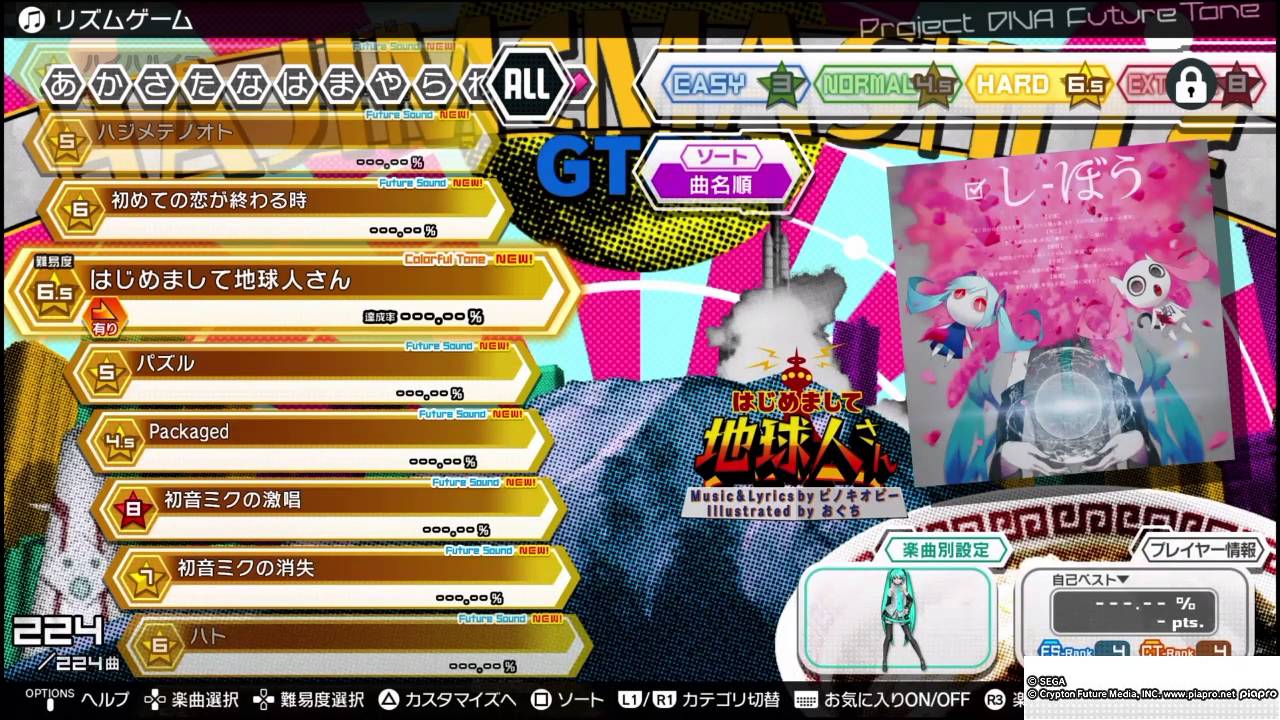 リズムゲーム
Project DIVA Future Tone
Future Sound NEW!
あ か さ た な は ま や ら わ
ALL
EASY 3
NORMAL 4.5
HARD 6.5
EXT 8
Future Sound NEW!
5 ハジメテノオト
---.--%
GT
ソート
曲名順
Future Sound NEW!
6 初めての恋が終わる時
---.--%
Colorful Tone NEW!
難易度
6.5
はじめまして地球人さん
有り
達成率 ---.--%
Future Sound NEW!
5 パズル
---.--%
Future Sound NEW!
4.5 Packaged
---.--%
Future Sound NEW!
8 初音ミクの激唱
---.--%
Future Sound NEW!
7 初音ミクの消失
---.--%
Future Sound NEW!
6 ハト
---.--%
224
/224曲
し-ぼう
はじめまして
地球人さん
Music&Lyrics by ピノキオピー
Illustrated by おぐち
楽曲別設定
プレイヤー情報
自己ベスト▼
---.-- %
- pts.
FS-Rank 4
CT-Rank 4
OPTIONS ヘルプ
楽曲選択
難易度選択
カスタマイズへ
ソート
L1/R1 カテゴリ切替
お気に入りON/OFF
R3 楽
© SEGA
© Crypton Future Media, INC. www.piapro.net piapro